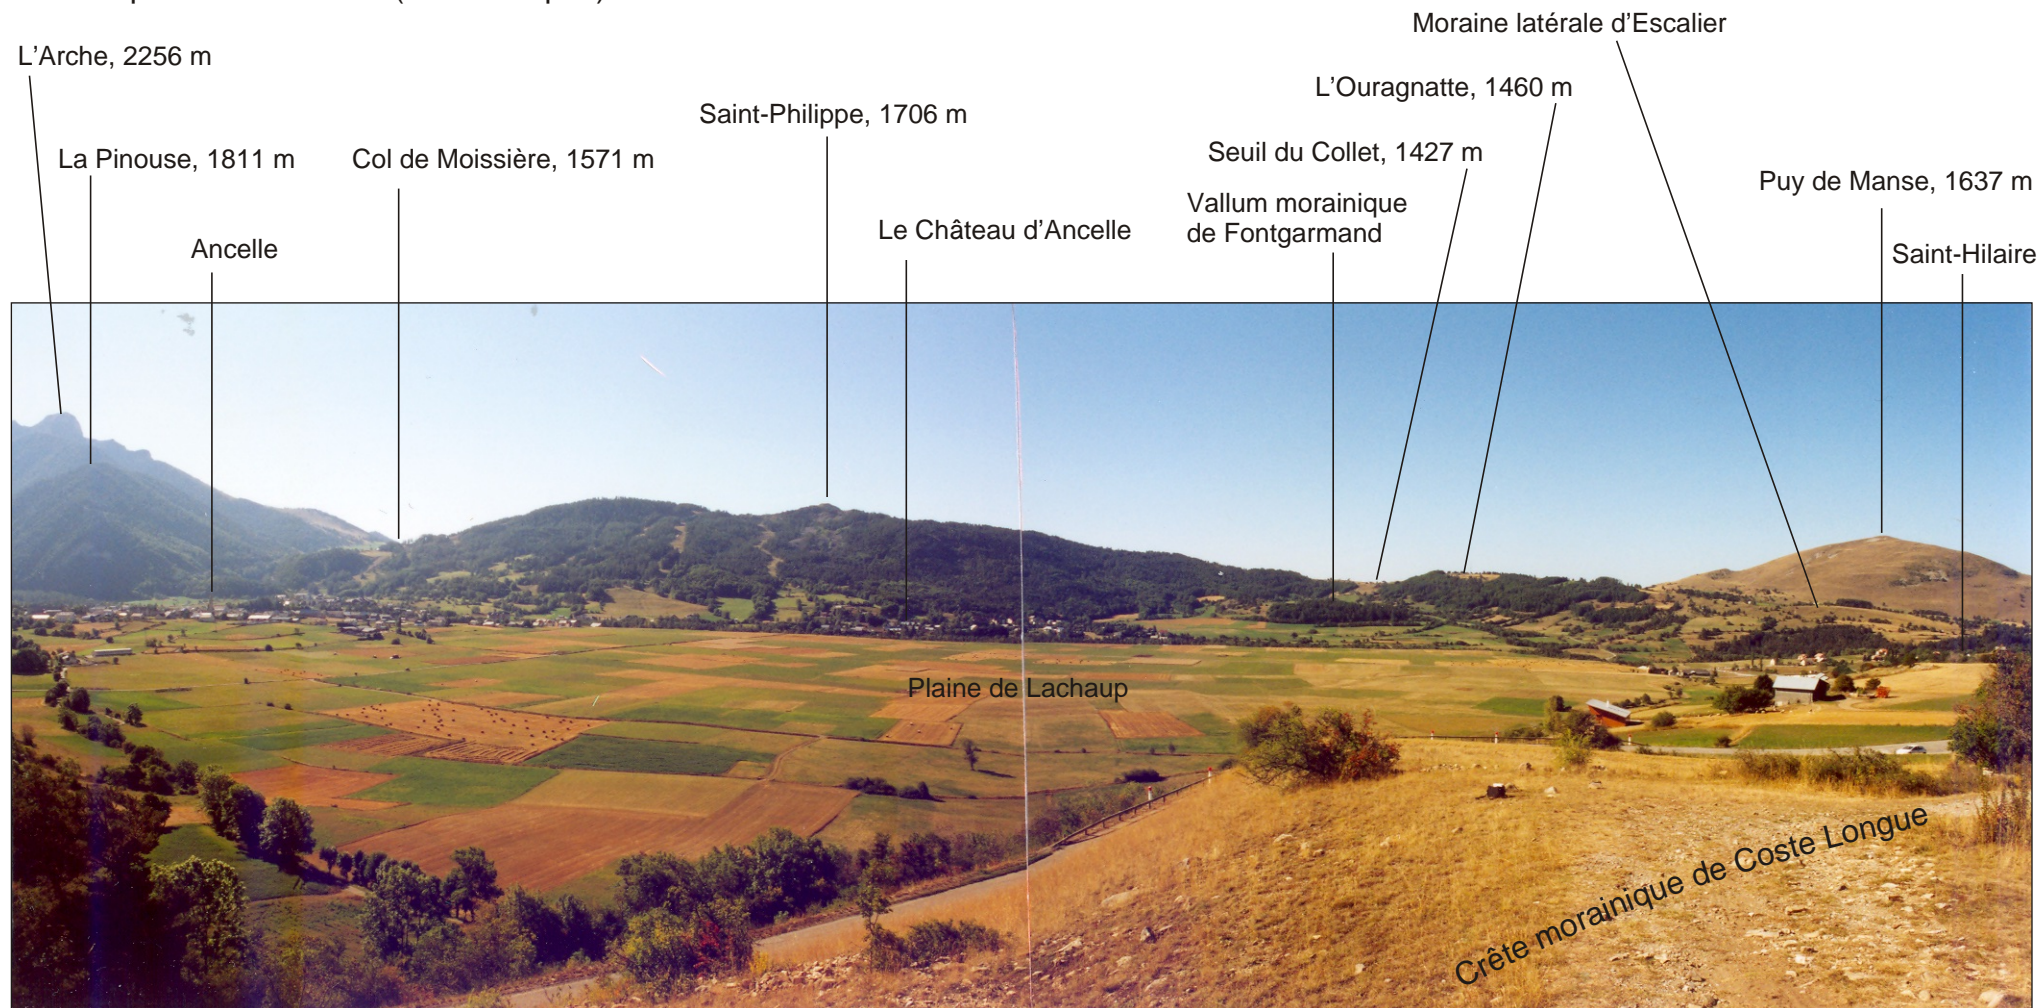 Moraine latérale d'Escalier
L'Arche, 2256 m
L'Ouragnatte, 1460 m
Saint-Philippe, 1706 m
La Pinouse, 1811 m
Col de Moissière, 1571 m
Seuil du Collet, 1427 m
Puy de Manse, 1637 m
Vallum morainique
de Fontgarmand
Le Château d'Ancelle
Ancelle
Saint-Hilaire
Plaine de Lachaup
Crête morainique de Coste Longue